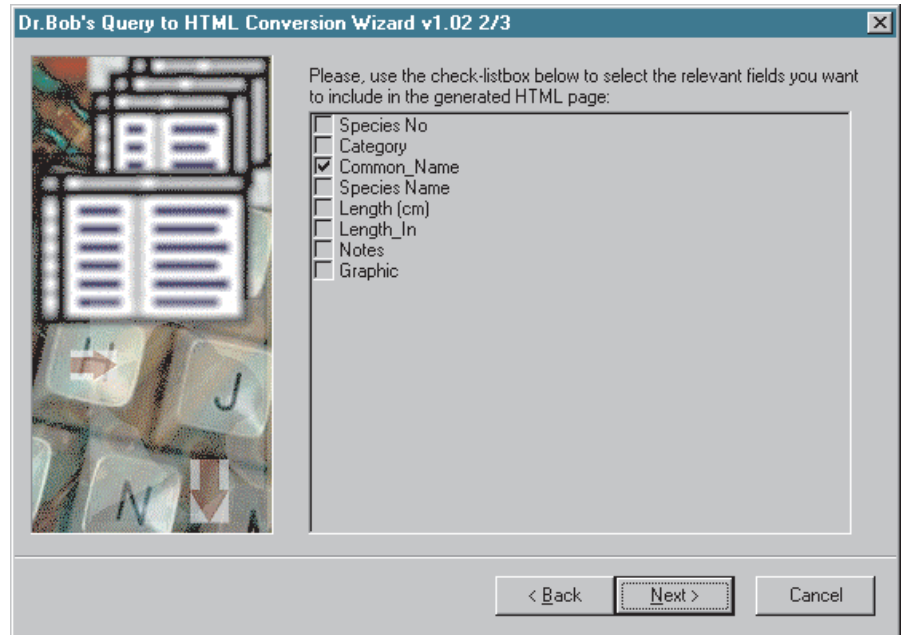 Dr.Bob's Query to HTML Conversion Wizard v1.02 2/3
Please, use the check-listbox below to select the relevant fields you want
to include in the generated HTML page:
Species No
Category
Common_Name
Species Name
Length (cm)
Length_In
Notes
Graphic
J
N
< Back
Next >
Cancel